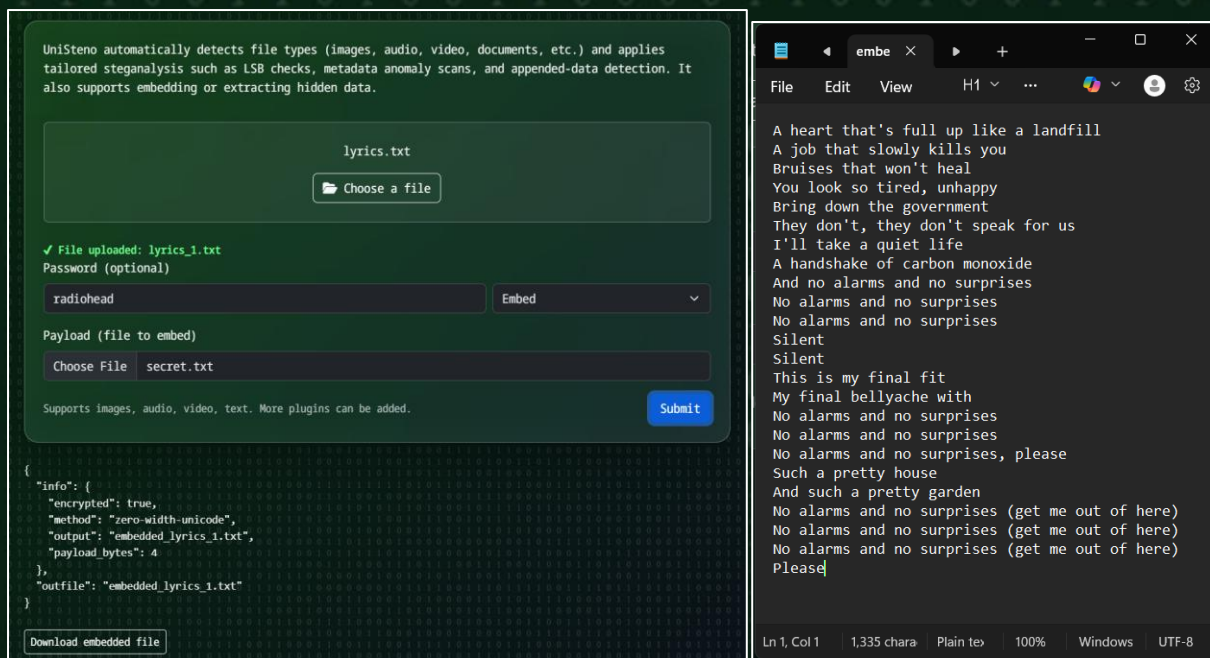 UniSteno automatically detects file types (images, audio, video, documents, etc.) and applies
tailored steganalysis such as LSB checks, metadata anomaly scans, and appended-data detection. It
also supports embedding or extracting hidden data.
lyrics.txt
Choose a file
✓ File uploaded: lyrics_1.txt
Password (optional)
radiohead
Embed
Payload (file to embed)
Choose File secret.txt
Supports images, audio, video, text. More plugins can be added.
Submit
{
"info": {
"encrypted": true,
"method": "zero-width-unicode",
"output": "embedded_lyrics_1.txt",
"payload_bytes": 4
},
"outfile": "embedded_lyrics_1.txt"
}
Download embedded file
embe
File Edit View H1 ...
A heart that's full up like a landfill
A job that slowly kills you
Bruises that won't heal
You look so tired, unhappy
Bring down the government
They don't, they don't speak for us
I'll take a quiet life
A handshake of carbon monoxide
And no alarms and no surprises
No alarms and no surprises
No alarms and no surprises
Silent
Silent
This is my final fit
My final bellyache with
No alarms and no surprises
No alarms and no surprises
No alarms and no surprises, please
Such a pretty house
And such a pretty garden
No alarms and no surprises (get me out of here)
No alarms and no surprises (get me out of here)
No alarms and no surprises (get me out of here)
Please
Ln 1, Col 1 1,335 chara Plain tex 100% Windows UTF-8